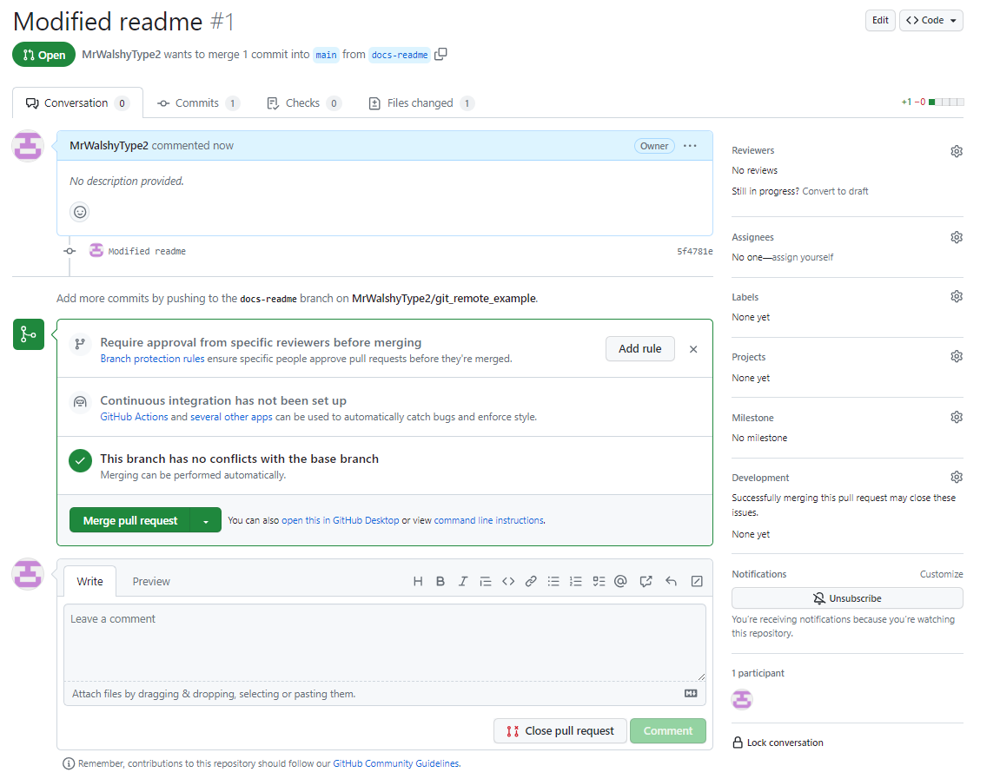 Modified readme #1
Edit
Code
Open
MrWalshyType2 wants to merge 1 commit into main from docs-readme
Conversation 0
Commits 1
Checks 0
Files changed 1
+1 −0
MrWalshyType2 commented now
Owner
No description provided.
Modified readme
5f4781e
Add more commits by pushing to the docs-readme branch on MrWalshyType2/git_remote_example.
Require approval from specific reviewers before merging
Branch protection rules ensure specific people approve pull requests before they're merged.
Add rule
Continuous integration has not been set up
GitHub Actions and several other apps can be used to automatically catch bugs and enforce style.
This branch has no conflicts with the base branch
Merging can be performed automatically.
Merge pull request
You can also open this in GitHub Desktop or view command line instructions.
Write
Preview
Leave a comment
Attach files by dragging & dropping, selecting or pasting them.
Close pull request
Comment
Remember, contributions to this repository should follow our GitHub Community Guidelines.
Reviewers
No reviews
Still in progress? Convert to draft
Assignees
No one—assign yourself
Labels
None yet
Projects
None yet
Milestone
No milestone
Development
Successfully merging this pull request may close these
issues.
None yet
Notifications
Customize
Unsubscribe
You're receiving notifications because you're watching
this repository.
1 participant
Lock conversation